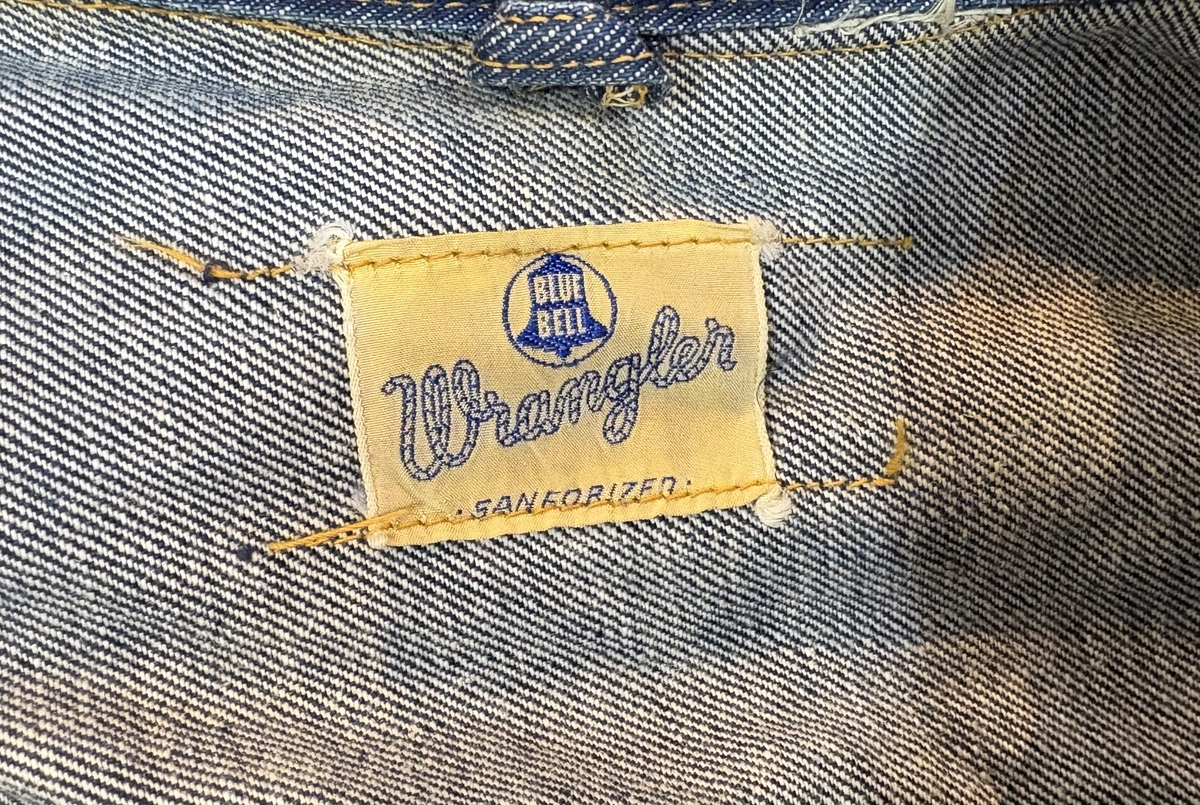 BLUE
BELL
Wrangler
·SANFORIZED·